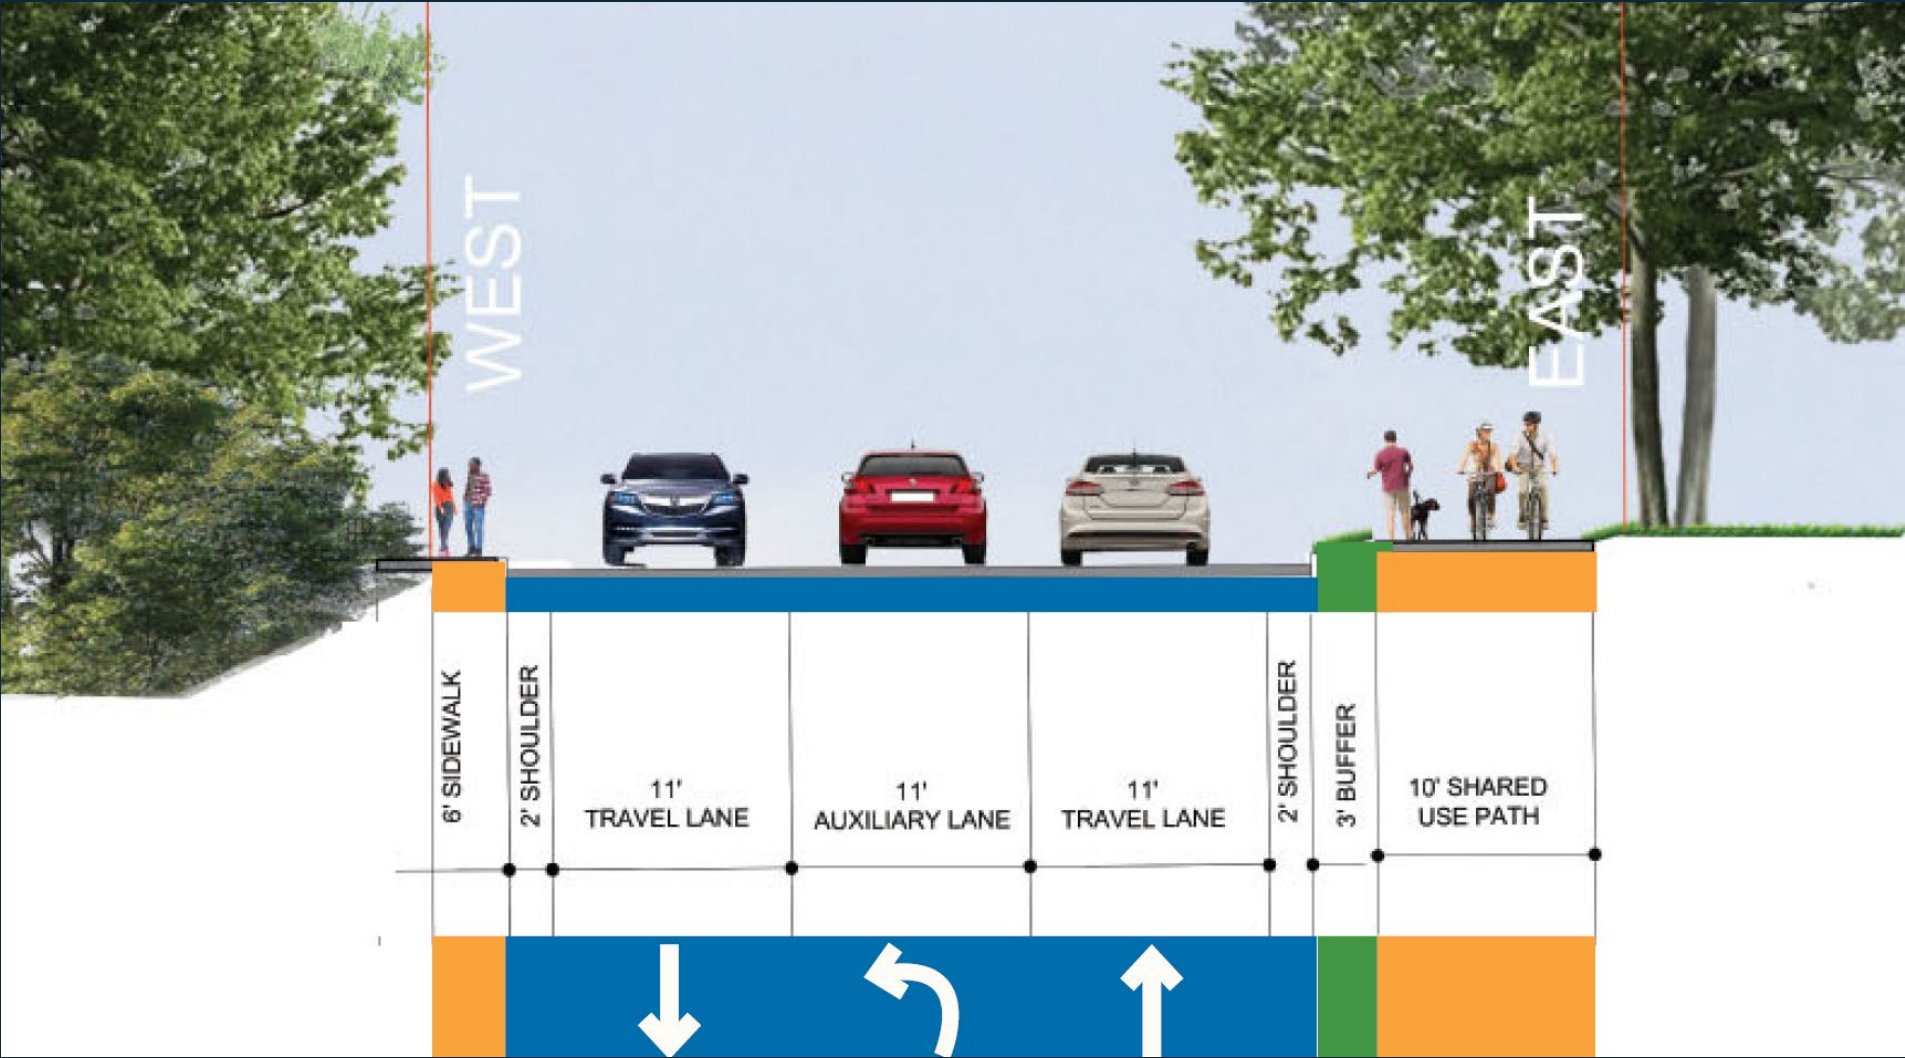 WEST
EAST
6' SIDEWALK
2' SHOULDER
11'
TRAVEL LANE
11'
AUXILIARY LANE
11'
TRAVEL LANE
2' SHOULDER
3' BUFFER
10' SHARED
USE PATH